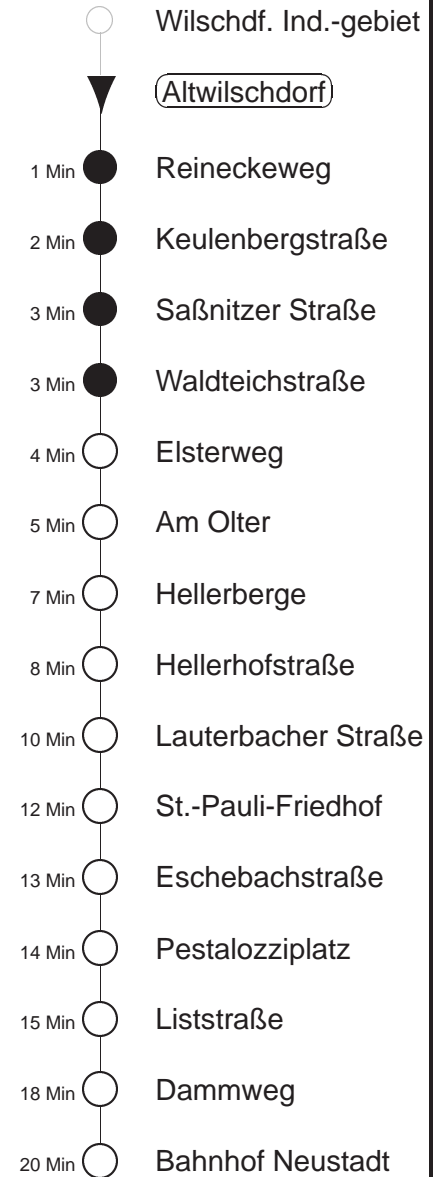 Wilschdf. Ind.-gebiet
Altwilschdorf
1 Min Reineckeweg
2 Min Keulenbergstraße
3 Min Saßnitzer Straße
3 Min Waldteichstraße
4 Min Elsterweg
5 Min Am Olter
7 Min Hellerberge
8 Min Hellerhofstraße
10 Min Lauterbacher Straße
12 Min St.-Pauli-Friedhof
13 Min Eschebachstraße
14 Min Pestalozziplatz
15 Min Liststraße
18 Min Dammweg
20 Min Bahnhof Neustadt